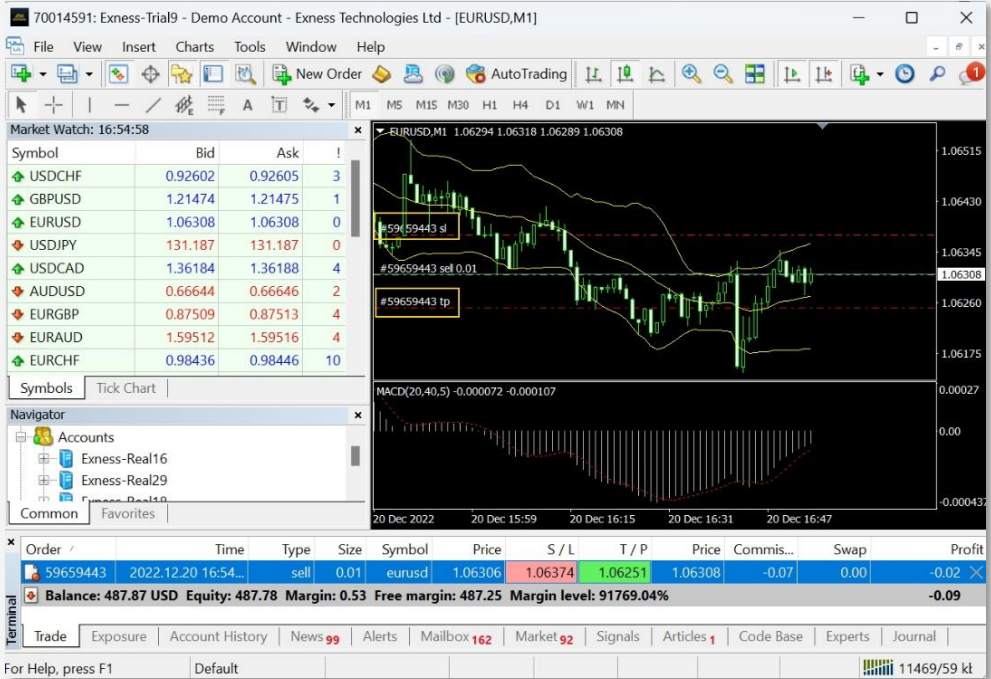 70014591: Exness-Trial9 - Demo Account - Exness Technologies Ltd - [EURUSD,M1]
File View Insert Charts Tools Window Help
New Order AutoTrading 1
A T M1 M5 M15 M30 H1 H4 D1 W1 MN
Market Watch: 16:54:58
Symbol Bid Ask !
USDCHF 0.92602 0.92605 3
GBPUSD 1.21474 1.21475 1
EURUSD 1.06308 1.06308 0
USDJPY 131.187 131.187 0
USDCAD 1.36184 1.36188 4
AUDUSD 0.66644 0.66646 2
EURGBP 0.87509 0.87513 4
EURAUD 1.59512 1.59516 4
EURCHF 0.98436 0.98446 10
Symbols Tick Chart
Navigator
Accounts
Exness-Real16
Exness-Real29
Exness-Real18
Common Favorites
EURUSD,M1 1.06294 1.06318 1.06289 1.06308
#59659443 sl
#59659443 sell 0.01
#59659443 tp
1.06515
1.06430
1.06345
1.06308
1.06260
1.06175
MACD(20,40,5) -0.000072 -0.000107
0.00027
0.00
-0.000437
20 Dec 2022 20 Dec 15:59 20 Dec 16:15 20 Dec 16:31 20 Dec 16:47
Order / Time Type Size Symbol Price S / L T / P Price Commis... Swap Profit
59659443 2022.12.20 16:54... sell 0.01 eurusd 1.06306 1.06374 1.06251 1.06308 -0.07 0.00 -0.02
Balance: 487.87 USD Equity: 487.78 Margin: 0.53 Free margin: 487.25 Margin level: 91769.04% -0.09
Terminal
Trade Exposure Account History News 99 Alerts Mailbox 162 Market 92 Signals Articles 1 Code Base Experts Journal
For Help, press F1 Default 11469/59 kb